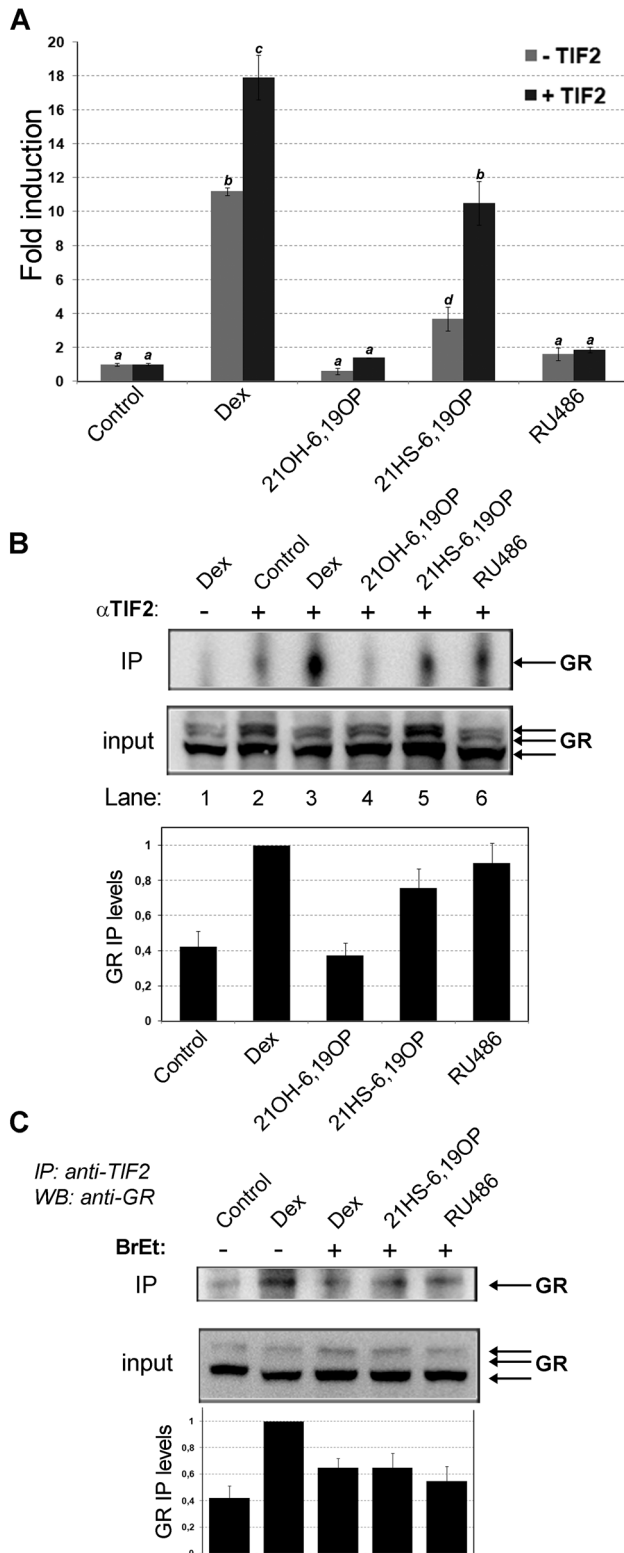 A
Fold induction
20
18
16
14
12
10
8
6
4
2
0
- TIF2
+ TIF2
a a b c a a d b a a
Control Dex 21OH-6,19OP 21HS-6,19OP RU486
B
Dex Control Dex 21OH-6,19OP 21HS-6,19OP RU486
αTIF2: - + + + + +
IP GR
input GR
Lane: 1 2 3 4 5 6
GR IP levels
1
0,8
0,6
0,4
0,2
0
Control Dex 21OH-6,19OP 21HS-6,19OP RU486
C
IP: anti-TIF2
WB: anti-GR
Control Dex Dex 21HS-6,19OP RU486
BrEt: - - + + +
IP GR
input GR
GR IP levels
1
0,8
0,6
0,4
0,2
0